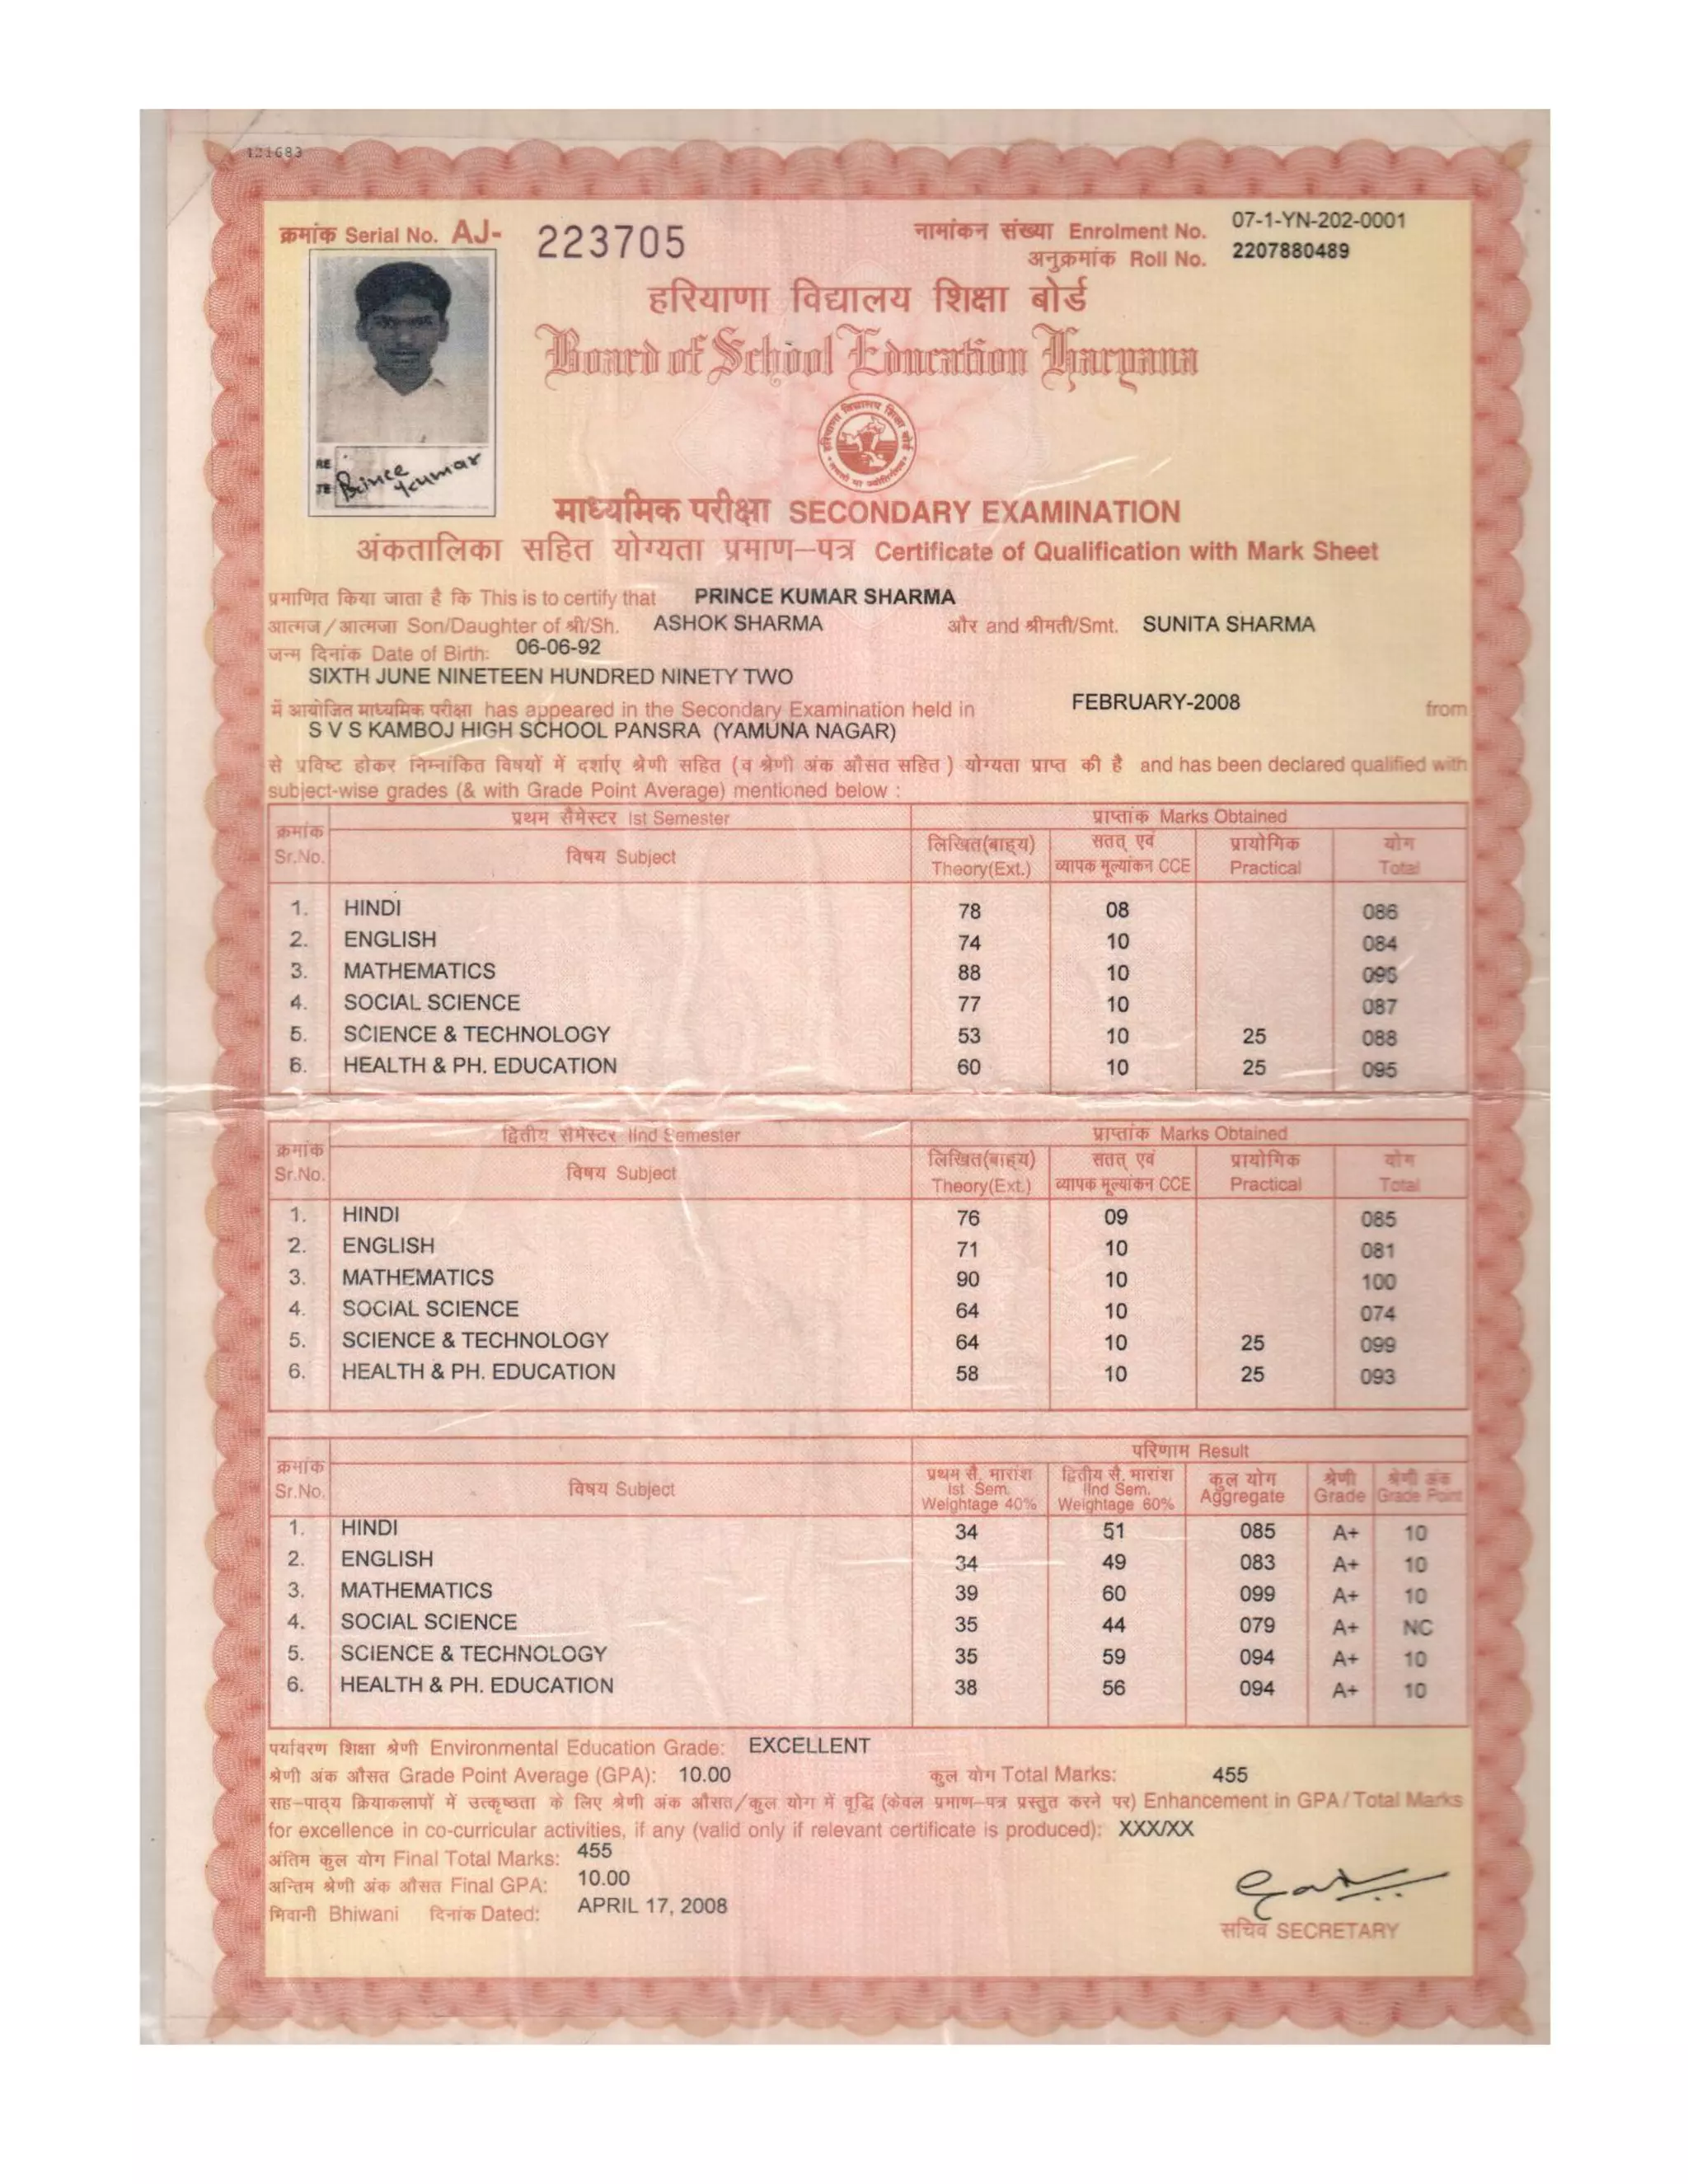 121683
क्रमांक Serial No. AJ- 223705
नामांकन संख्या Enrolment No. 07-1-YN-202-0001
अनुक्रमांक Roll No. 2207880489
हरियाणा विद्यालय शिक्षा बोर्ड
Board of School Education Haryana
Prince Kumar
माध्यमिक परीक्षा SECONDARY EXAMINATION
अंकतालिका सहित योग्यता प्रमाण–पत्र Certificate of Qualification with Mark Sheet
प्रमाणित किया जाता है कि This is to certify that PRINCE KUMAR SHARMA
आत्मज/आत्मजा Son/Daughter of श्री/Sh. ASHOK SHARMA और and श्रीमती/Smt. SUNITA SHARMA
जन्म दिनांक Date of Birth: 06-06-92
SIXTH JUNE NINETEEN HUNDRED NINETY TWO
में आयोजित माध्यमिक परीक्षा has appeared in the Secondary Examination held in FEBRUARY-2008 from
S V S KAMBOJ HIGH SCHOOL PANSRA (YAMUNA NAGAR)
से प्रविष्ट होकर निम्नांकित विषयों में दर्शाए श्रेणी सहित (व श्रेणी अंक औसत सहित) योग्यता प्राप्त की है and has been declared qualified with
subject-wise grades (& with Grade Point Average) mentioned below :
प्रथम सैमेस्टर Ist Semester प्राप्तांक Marks Obtained
क्रमांक लिखित(बाह्य) सतत् एवं प्रायोगिक योग
Sr.No. विषय Subject Theory(Ext.) व्यापक मूल्यांकन CCE Practical Total
1. HINDI 78 08 086
2. ENGLISH 74 10 084
3. MATHEMATICS 88 10 098
4. SOCIAL SCIENCE 77 10 087
5. SCIENCE & TECHNOLOGY 53 10 25 088
6. HEALTH & PH. EDUCATION 60 10 25 095
द्वितीय सैमेस्टर IInd Semester प्राप्तांक Marks Obtained
क्रमांक लिखित(बाह्य) सतत् एवं प्रायोगिक योग
Sr.No. विषय Subject Theory(Ext.) व्यापक मूल्यांकन CCE Practical Total
1. HINDI 76 09 085
2. ENGLISH 71 10 081
3. MATHEMATICS 90 10 100
4. SOCIAL SCIENCE 64 10 074
5. SCIENCE & TECHNOLOGY 64 10 25 099
6. HEALTH & PH. EDUCATION 58 10 25 093
परिणाम Result
क्रमांक प्रथम सै. मारांश द्वितीय सै. मारांश कुल योग श्रेणी श्रेणी अंक
Sr.No. विषय Subject Ist Sem. IInd Sem. Aggregate Grade Grade Point
Weightage 40% Weightage 60%
1. HINDI 34 51 085 A+ 10
2. ENGLISH 34 49 083 A+ 10
3. MATHEMATICS 39 60 099 A+ 10
4. SOCIAL SCIENCE 35 44 079 A+ NC
5. SCIENCE & TECHNOLOGY 35 59 094 A+ 10
6. HEALTH & PH. EDUCATION 38 56 094 A+ 10
पर्यावरण शिक्षा श्रेणी Environmental Education Grade: EXCELLENT
श्रेणी अंक औसत Grade Point Average (GPA): 10.00 कुल योग Total Marks: 455
सह–पाठ्य क्रियाकलापों में उत्कृष्ठता के लिए श्रेणी अंक औसत/कुल योग में वृद्धि (केवल प्रमाण–पत्र प्रस्तुत करने पर) Enhancement in GPA/Total Marks
for excellence in co-curricular activities, if any (valid only if relevant certificate is produced): XXX/XX
अंतिम कुल योग Final Total Marks: 455
अन्तिम श्रेणी अंक औसत Final GPA: 10.00
भिवानी Bhiwani दिनांक Dated: APRIL 17, 2008
सचिव SECRETARY